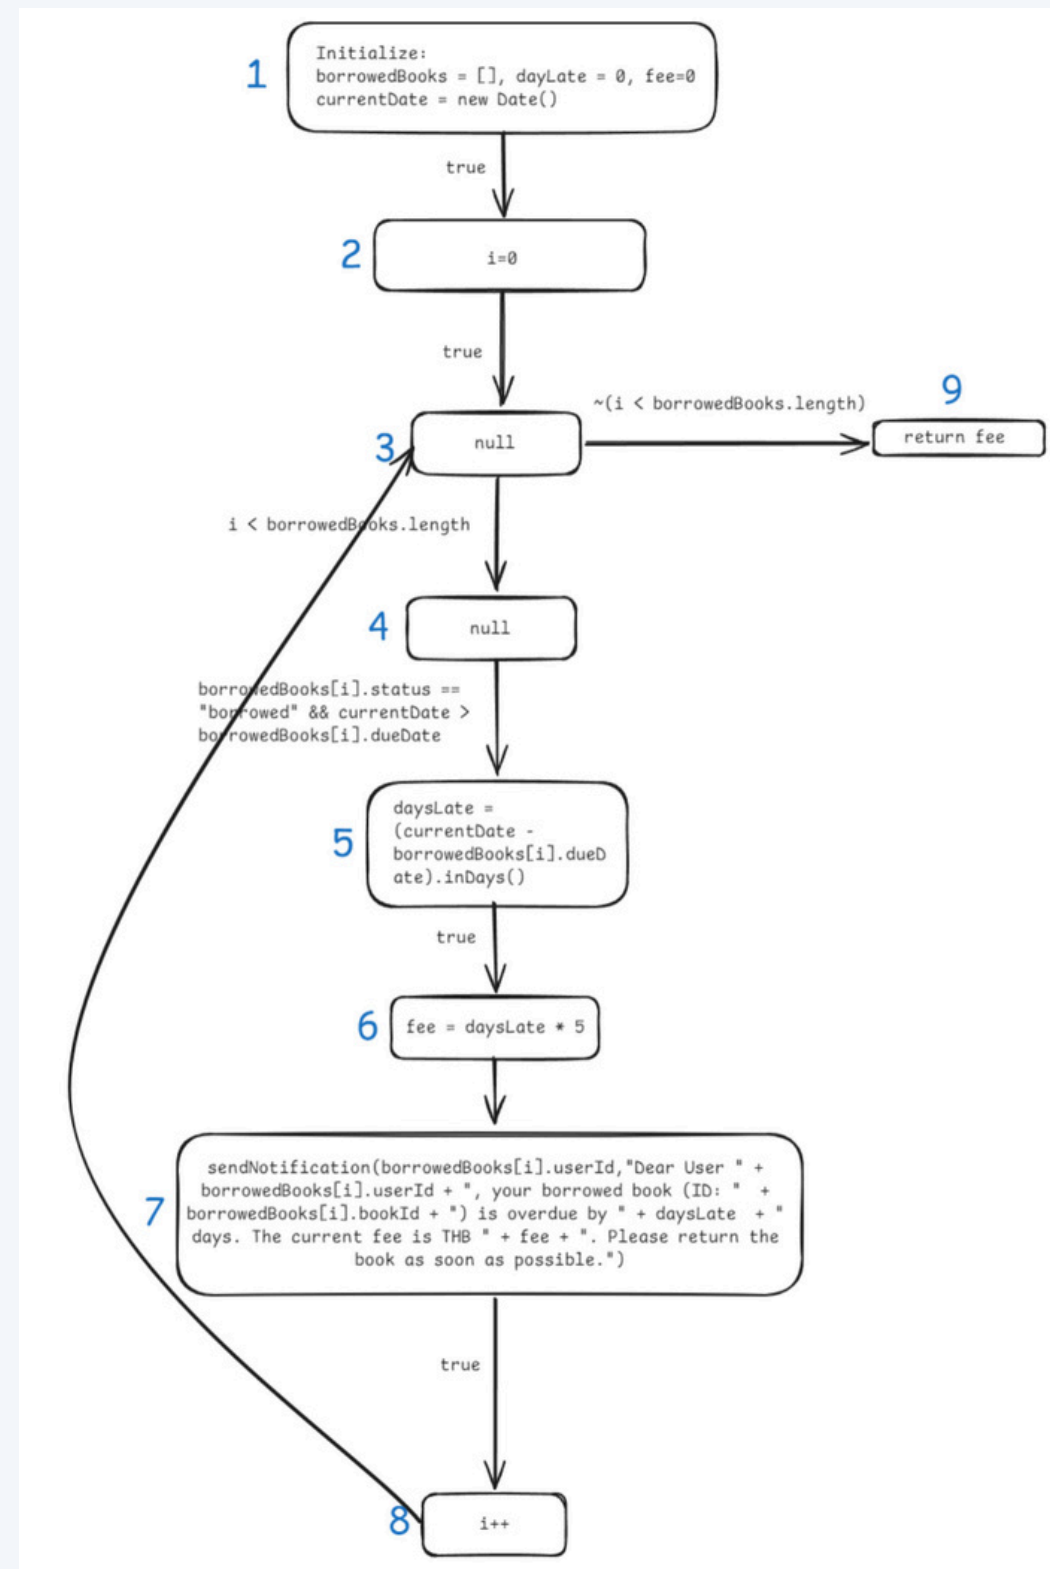 1
Initialize:
borrowedBooks = [], dayLate = 0, fee=0
currentDate = new Date()
true
2
i=0
true
~(i < borrowedBooks.length)
9
3
null
return fee
i < borrowedBooks.length
4
null
borrowedBooks[i].status ==
"borrowed" && currentDate >
borrowedBooks[i].dueDate
5
daysLate =
(currentDate -
borrowedBooks[i].dueD
ate).inDays()
true
6
fee = daysLate * 5
7
sendNotification(borrowedBooks[i].userId,"Dear User " +
borrowedBooks[i].userId + ", your borrowed book (ID: " +
borrowedBooks[i].bookId + ") is overdue by " + daysLate + "
days. The current fee is THB " + fee + ". Please return the
book as soon as possible.")
true
8
i++